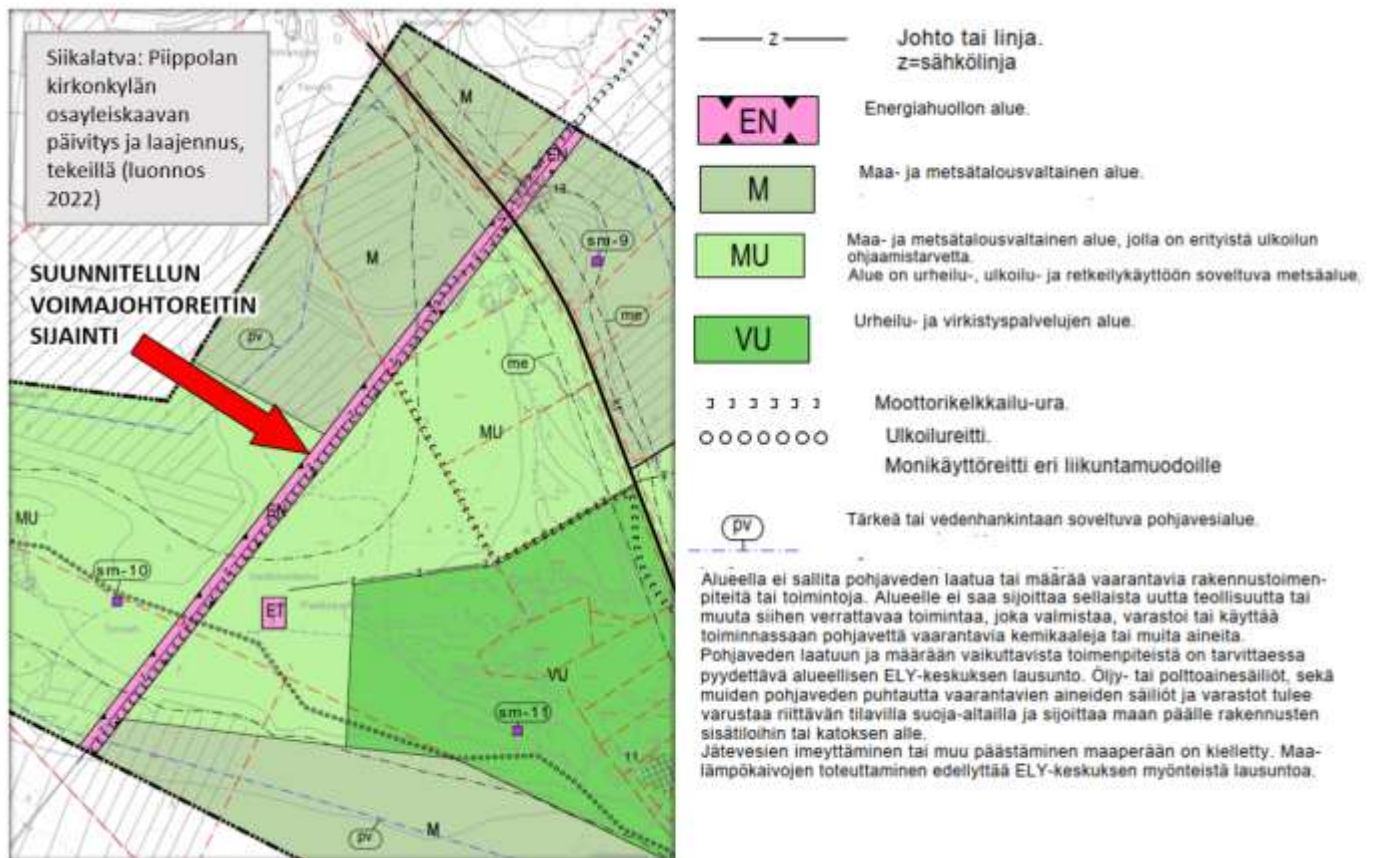 Siikalatva: Piippolan
kirkonkylän
osayleiskaavan
päivitys ja laajennus,
tekeillä (luonnos
2022)
SUUNNITELLUN
VOIMAJOHTOREITIN
SIJAINTI
M
EN
sm-9
M
pv
me
me
MU
EN
MU
sm-10
ET
VU
sm-11
11
pv
M
z
Johto tai linja.
z=sähkölinja
EN
Energiahuollon alue.
M
Maa- ja metsätalousvaltainen alue.
MU
Maa- ja metsätalousvaltainen alue, jolla on erityistä ulkoilun
ohjaamistarvetta.
Alue on urheilu-, ulkoilu- ja retkeilykäyttöön soveltuva metsäalue.
VU
Urheilu- ja virkistyspalvelujen alue.
Moottorikelkkailu-ura.
Ulkoilureitti.
Monikäyttöreitti eri liikuntamuodoille
pv
Tärkeä tai vedenhankintaan soveltuva pohjavesialue.
Alueella ei sallita pohjaveden laatua tai määrää vaarantavia rakennustoimen-
piteitä tai toimintoja. Alueelle ei saa sijoittaa sellaista uutta teollisuutta tai
muuta siihen verrattavaa toimintaa, joka valmistaa, varastoi tai käyttää
toiminnassaan pohjavettä vaarantavia kemikaaleja tai muita aineita.
Pohjaveden laatuun ja määrään vaikuttavista toimenpiteistä on tarvittaessa
pyydettävä alueellisen ELY-keskuksen lausunto. Öljy- tai polttoainesäiliöt, sekä
muiden pohjaveden puhtautta vaarantavien aineiden säiliöt ja varastot tulee
varustaa riittävän tilavilla suoja-altailla ja sijoittaa maan päälle rakennusten
sisätiloihin tai katoksen alle.
Jätevesien imeyttäminen tai muu päästäminen maaperään on kielletty. Maa-
lämpökaivojen toteuttaminen edellyttää ELY-keskuksen myönteistä lausuntoa.